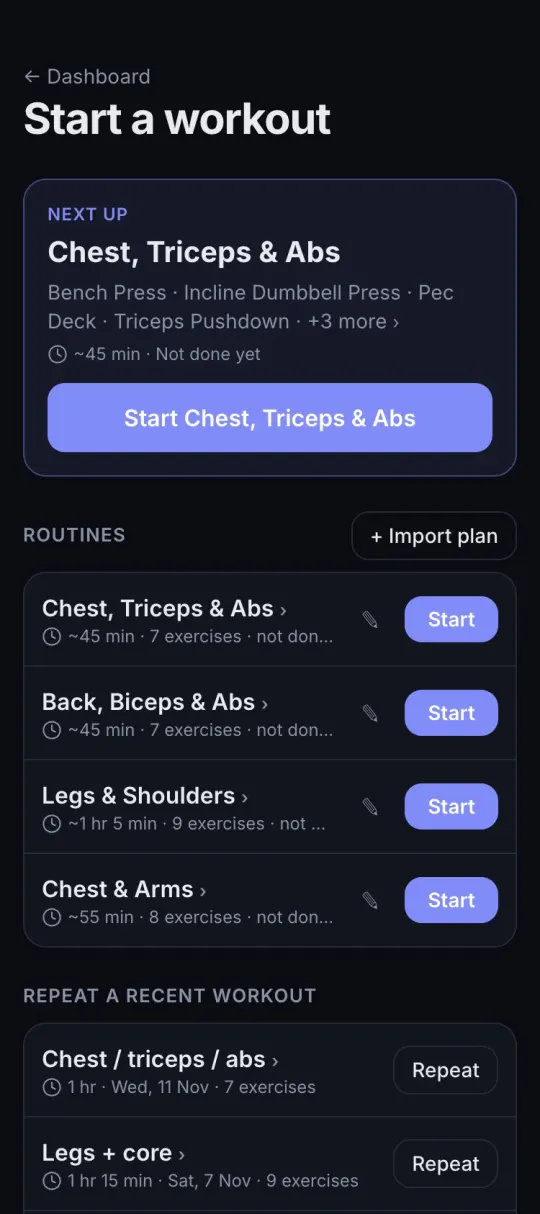 ← Dashboard
Start a workout
NEXT UP
Chest, Triceps & Abs
Bench Press · Incline Dumbbell Press · Pec
Deck · Triceps Pushdown · +3 more ›
~45 min · Not done yet
Start Chest, Triceps & Abs
ROUTINES
+ Import plan
Chest, Triceps & Abs ›
~45 min · 7 exercises · not don...
Start
Back, Biceps & Abs ›
~45 min · 7 exercises · not don...
Start
Legs & Shoulders ›
~1 hr 5 min · 9 exercises · not ...
Start
Chest & Arms ›
~55 min · 8 exercises · not don...
Start
REPEAT A RECENT WORKOUT
Chest / triceps / abs ›
1 hr · Wed, 11 Nov · 7 exercises
Repeat
Legs + core ›
1 hr 15 min · Sat, 7 Nov · 9 exercises
Repeat